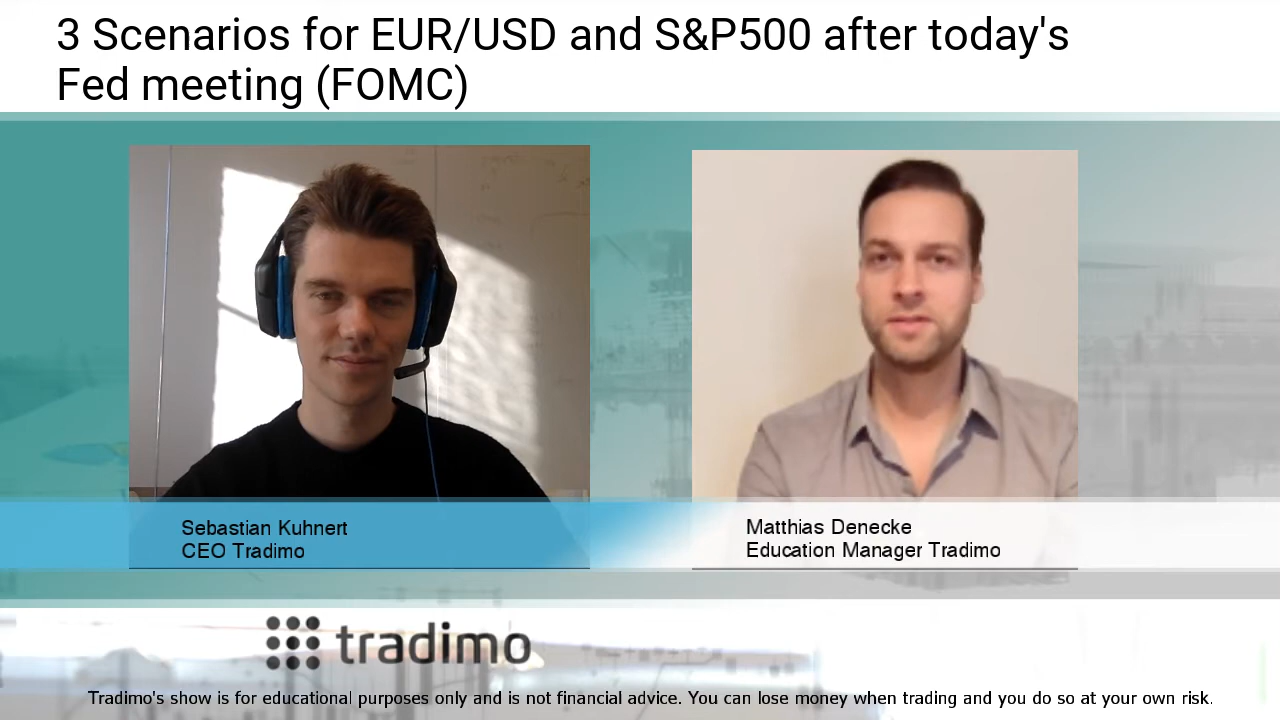 3 Scenarios for EUR/USD and S&P500 after today's
Fed meeting (FOMC)
Sebastian Kuhnert
CEO Tradimo
Matthias Denecke
Education Manager Tradimo
tradimo
Tradimo's show is for educational purposes only and is not financial advice. You can lose money when trading and you do so at your own risk.